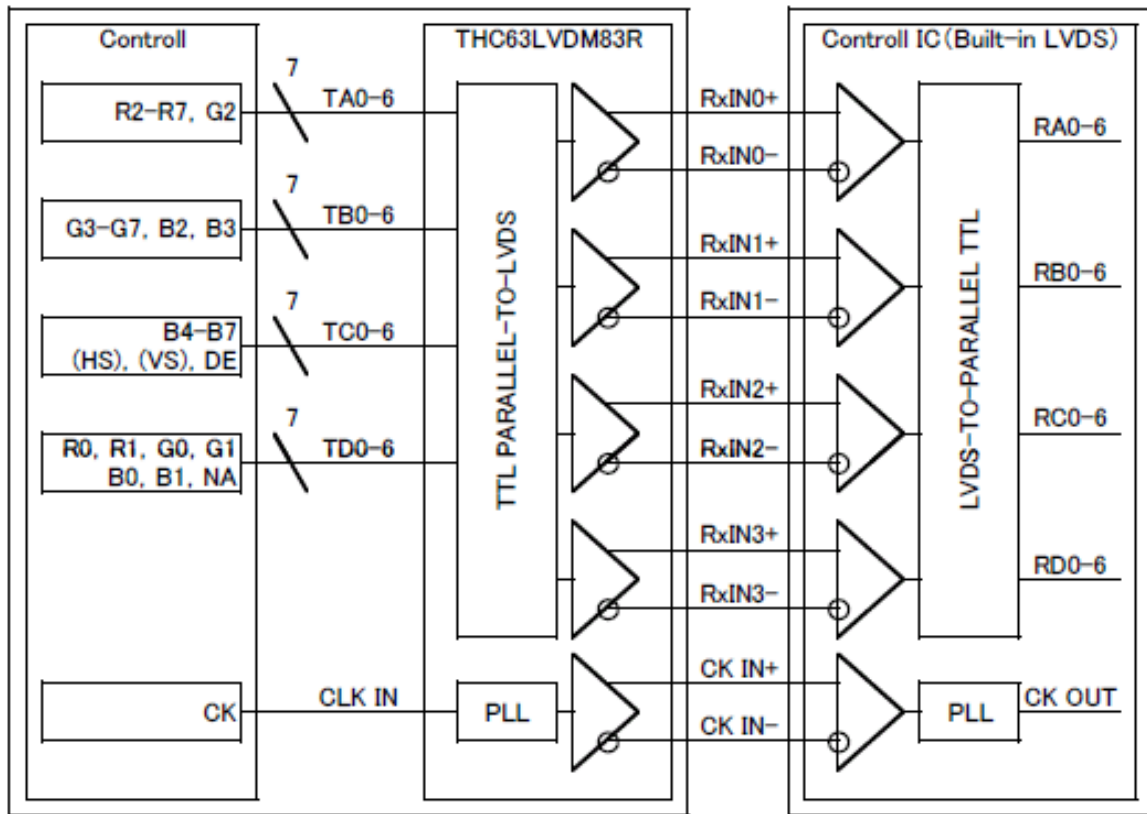 Controll
THC63LVDM83R
Controll IC(Built-in LVDS)
R2-R7, G2
7
TA0-6
RxIN0+
RxIN0-
RA0-6
G3-G7, B2, B3
7
TB0-6
RxIN1+
RxIN1-
RB0-6
B4-B7
(HS), (VS), DE
7
TC0-6
RxIN2+
RxIN2-
RC0-6
R0, R1, G0, G1
B0, B1, NA
7
TD0-6
RxIN3+
RxIN3-
RD0-6
TTL PARALLEL-TO-LVDS
LVDS-TO-PARALLEL TTL
CK
CLK IN
PLL
CK IN+
CK IN-
PLL
CK OUT